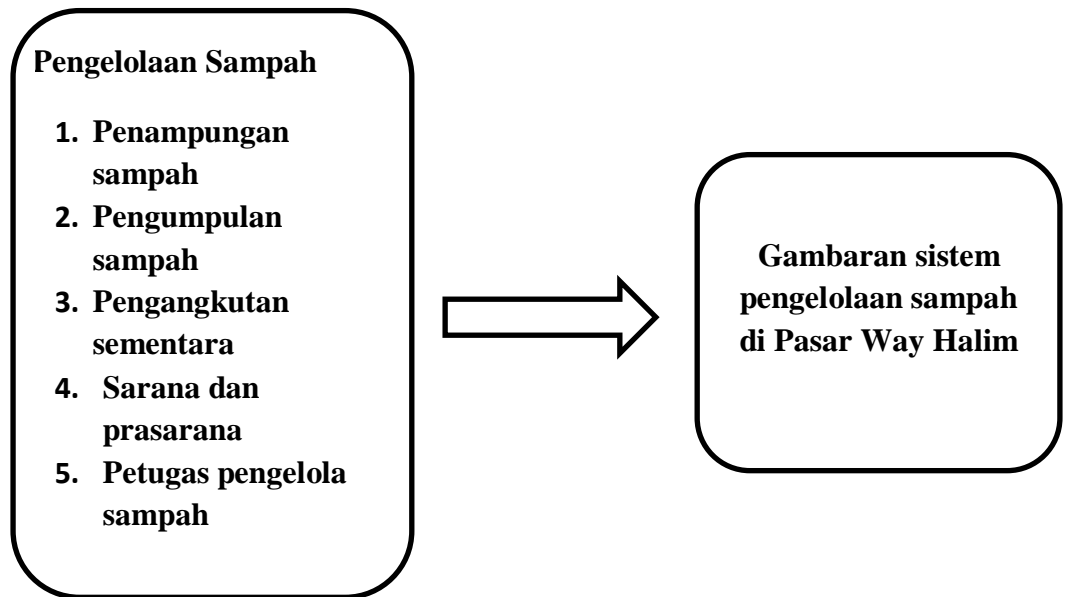 Pengelolaan Sampah
1. Penampungan
sampah
2. Pengumpulan
sampah
3. Pengangkutan
sementara
4. Sarana dan
prasarana
5. Petugas pengelola
sampah
Gambaran sistem
pengelolaan sampah
di Pasar Way Halim